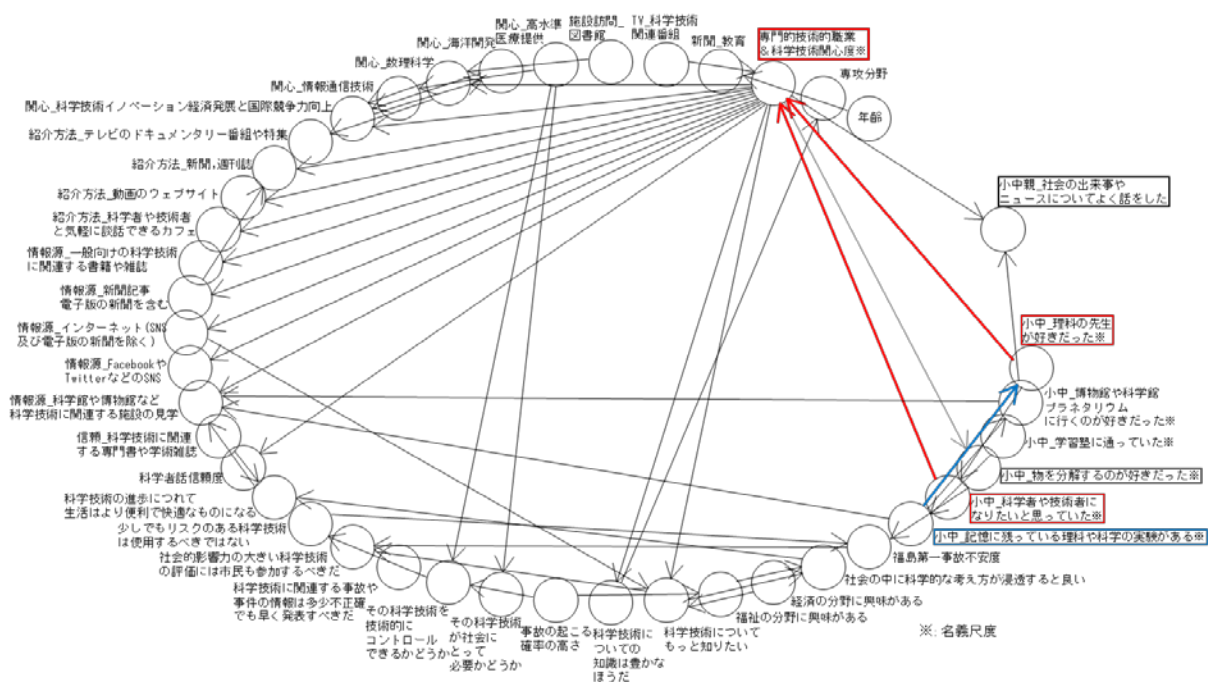 関心_高水準
医療提供
施設訪問_
図書館
TV_科学技術
関連番組
新聞_教育
専門的技術的職業
＆科学技術関心度※
専攻分野
年齢
関心_海洋開発
関心_数理科学
関心_情報通信技術
関心_科学技術イノベーション経済発展と国際競争力向上
紹介方法_テレビのドキュメンタリー番組や特集
紹介方法_新聞,週刊誌
紹介方法_動画のウェブサイト
紹介方法_科学者や技術者
と気軽に談話できるカフェ
情報源_一般向けの科学技術
に関連する書籍や雑誌
情報源_新聞記事
電子版の新聞を含む
情報源_インターネット(SNS
及び電子版の新聞を除く)
情報源_Facebookや
TwitterなどのSNS
情報源_科学館や博物館など
科学技術に関連する施設の見学
信頼_科学技術に関連
する専門書や学術雑誌
科学者話信頼度
科学技術の進歩につれて
生活はより便利で快適なものになる
少しでもリスクのある科学技術
は使用するべきではない
社会的影響力の大きい科学技術
の評価には市民も参加するべきだ
科学技術に関連する事故や
事件の情報は多少不正確
でも早く発表すべきだ
その科学技術を
技術的に
コントロール
できるかどうか
その科学技術
が社会に
とって
必要かどうか
事故の起こる
確率の高さ
科学技術に
ついての
知識は豊かな
ほうだ
科学技術について
もっと知りたい
福祉の分野に興味がある
経済の分野に興味がある
社会の中に科学的な考え方が浸透すると良い
福島第一事故不安度
小中_記憶に残っている理科や科学の実験がある※
小中_科学者や技術者に
なりたいと思っていた※
小中_物を分解するのが好きだった※
小中_学習塾に通っていた※
小中_博物館や科学館
プラネタリウム
に行くのが好きだった※
小中_理科の先生
が好きだった※
小中親_社会の出来事や
ニュースについてよく話をした
※:名義尺度